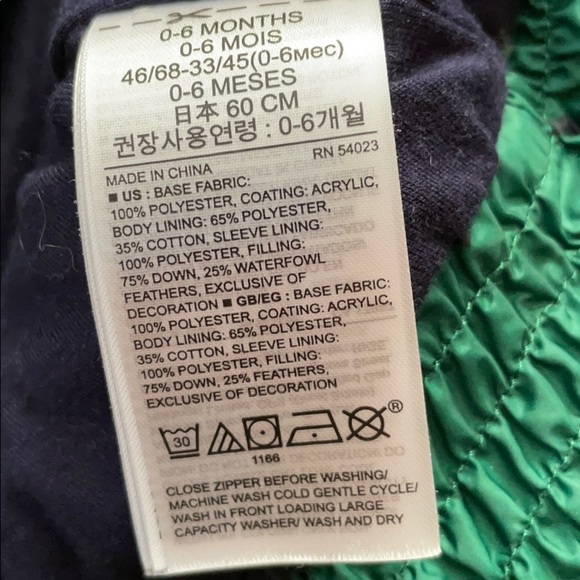 0-6 MONTHS
0-6 MOIS
46/68-33/45(0-6мес)
0-6 MESES
日本 60 CM
권장사용연령 : 0-6개월
RN 54023
MADE IN CHINA
■ US : BASE FABRIC:
100% POLYESTER, COATING: ACRYLIC,
BODY LINING: 65% POLYESTER,
35% COTTON, SLEEVE LINING:
100% POLYESTER, FILLING:
75% DOWN, 25% WATERFOWL
FEATHERS, EXCLUSIVE OF
DECORATION ■ GB/EG : BASE FABRIC:
100% POLYESTER, COATING: ACRYLIC,
BODY LINING: 65% POLYESTER,
35% COTTON, SLEEVE LINING:
100% POLYESTER, FILLING:
75% DOWN, 25% FEATHERS,
EXCLUSIVE OF DECORATION
30 ®
1166
CLOSE ZIPPER BEFORE WASHING/
MACHINE WASH COLD GENTLE CYCLE/
WASH IN FRONT LOADING LARGE
CAPACITY WASHER/ WASH AND DRY